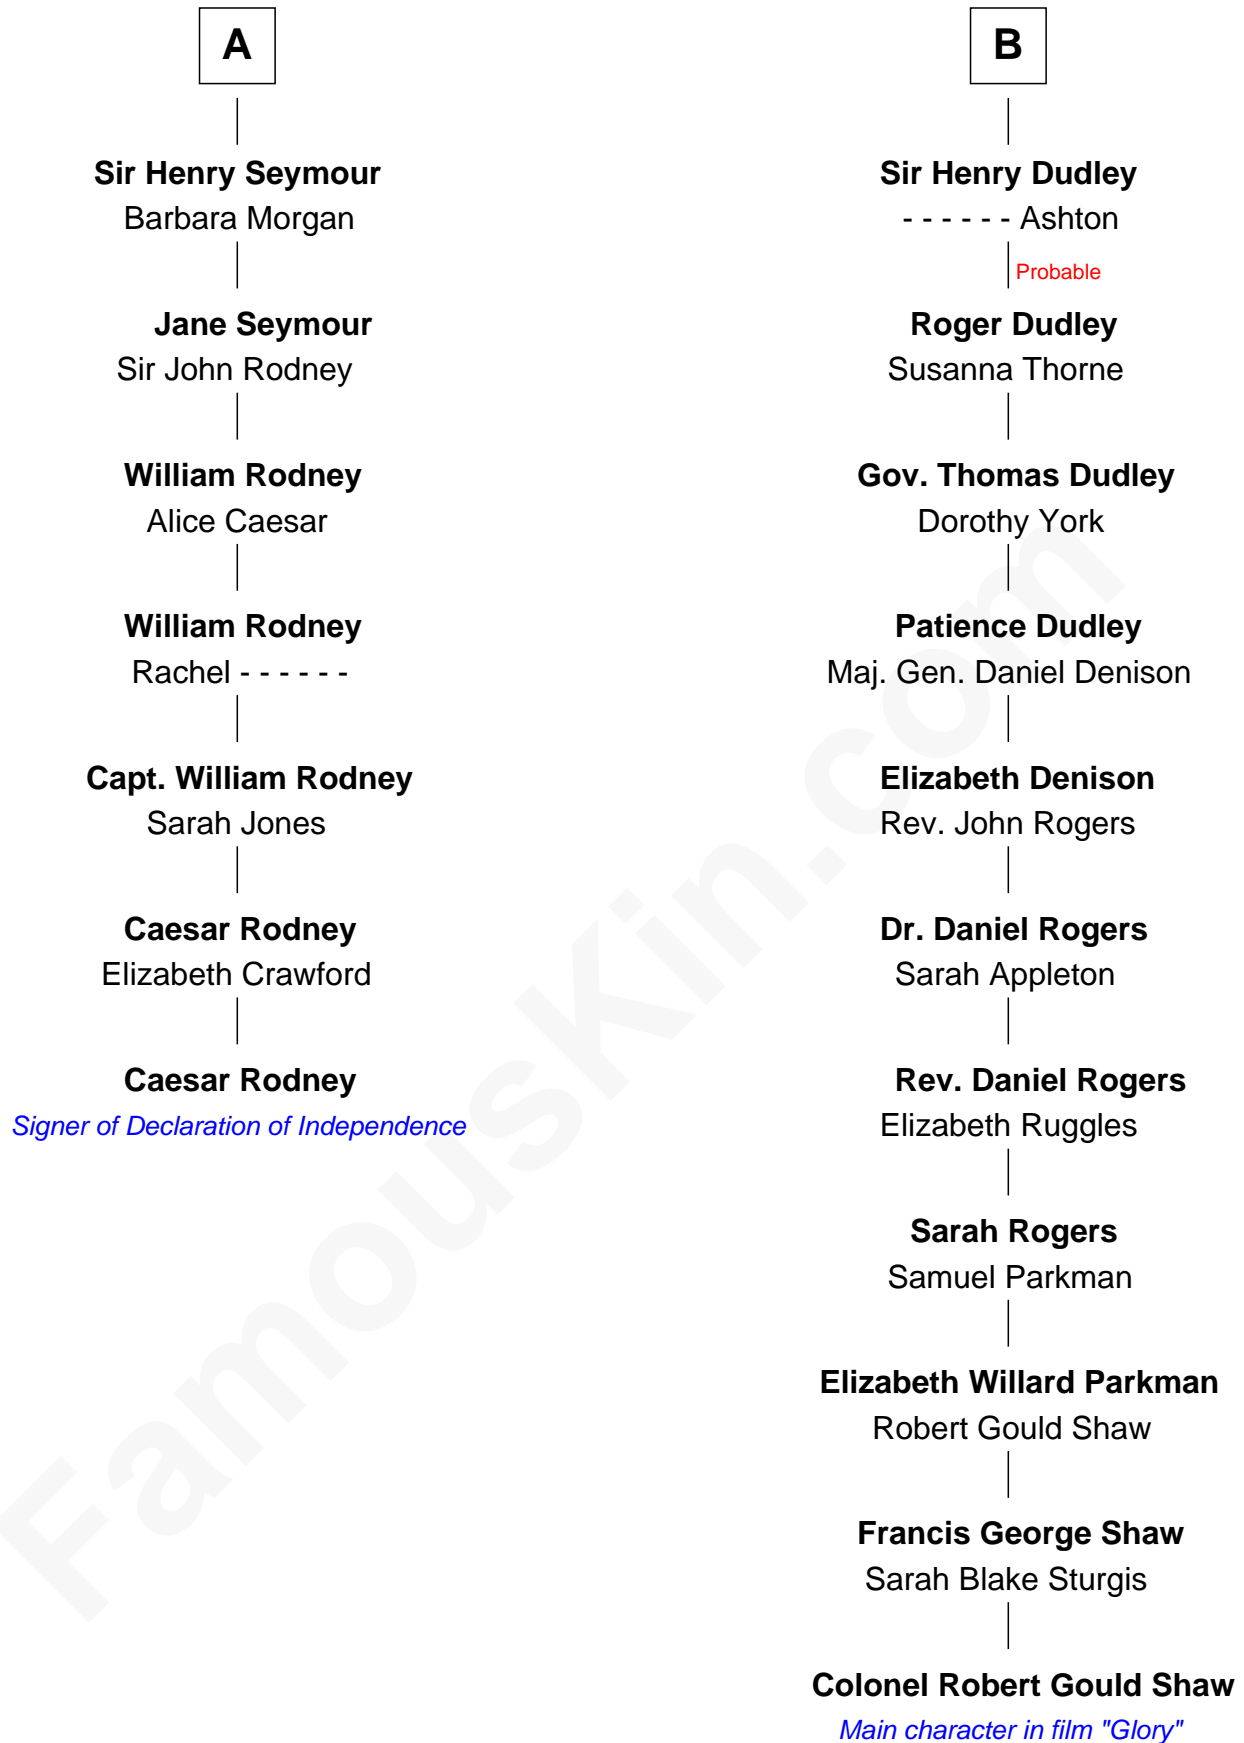 A
Sir Henry Seymour
Barbara Morgan
Jane Seymour
Sir John Rodney
William Rodney
Alice Caesar
William Rodney
Rachel - - - - - -
Capt. William Rodney
Sarah Jones
Caesar Rodney
Elizabeth Crawford
Caesar Rodney
Signer of Declaration of Independence
B
Sir Henry Dudley
- - - - - - Ashton
Probable
Roger Dudley
Susanna Thorne
Gov. Thomas Dudley
Dorothy York
Patience Dudley
Maj. Gen. Daniel Denison
Elizabeth Denison
Rev. John Rogers
Dr. Daniel Rogers
Sarah Appleton
Rev. Daniel Rogers
Elizabeth Ruggles
Sarah Rogers
Samuel Parkman
Elizabeth Willard Parkman
Robert Gould Shaw
Francis George Shaw
Sarah Blake Sturgis
Colonel Robert Gould Shaw
Main character in film "Glory"
FamousKin.com